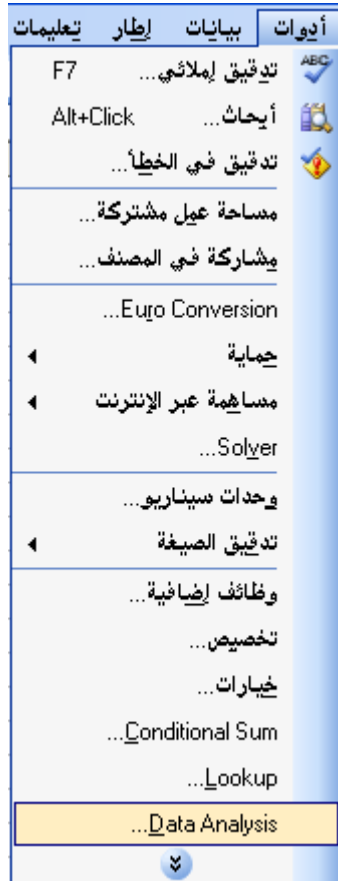 أدوات بيانات إطار تعليمات
تدقيق إملائي... F7
أبحاث... Alt+Click
تدقيق في الخطأ...
مساحة عمل مشتركة...
مشاركة في المصنف...
Euro Conversion...
حماية
مساهمة عبر الإنترنت
Solver...
وحدات سيناريو...
تدقيق الصيغة
وظائف إضافية...
تخصيص...
خيارات...
Conditional Sum...
Lookup...
Data Analysis...